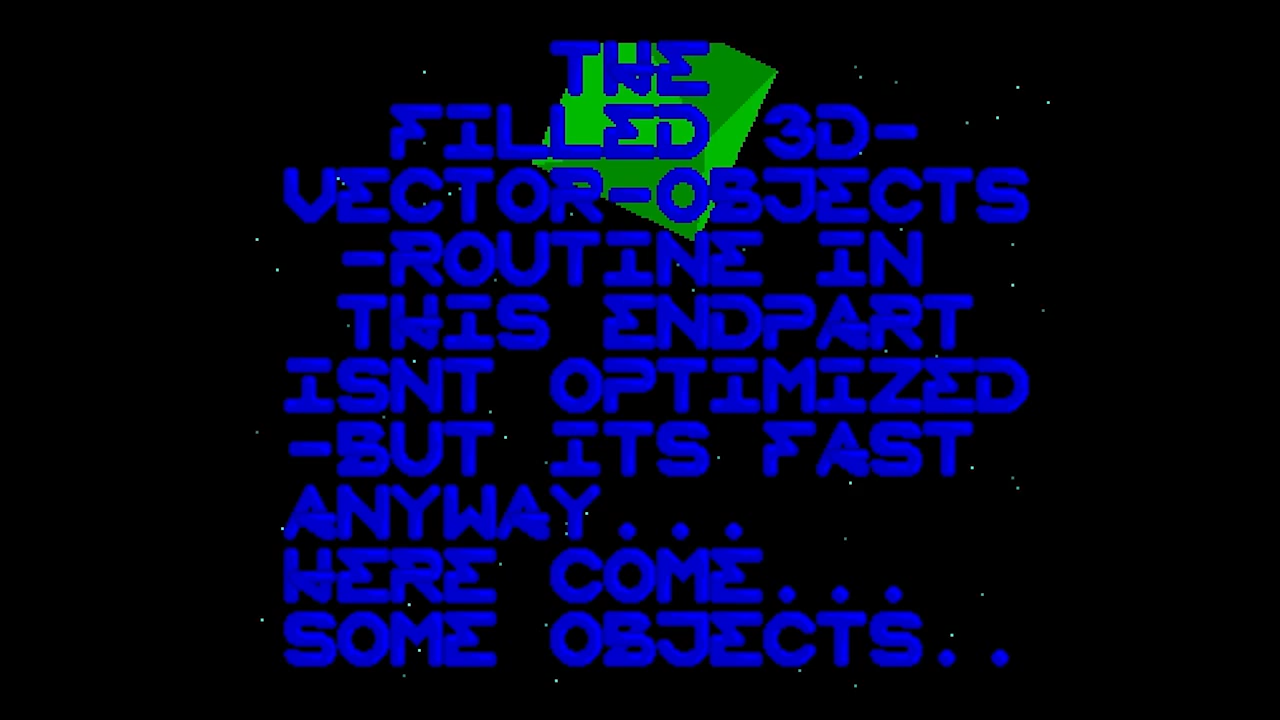 THE
FILLED 3D-
VECTOR-OBJECTS
-ROUTINE IN
THIS ENDPART
ISNT OPTIMIZED
-BUT ITS FAST
ANYWAY...
HERE COME...
SOME OBJECTS..